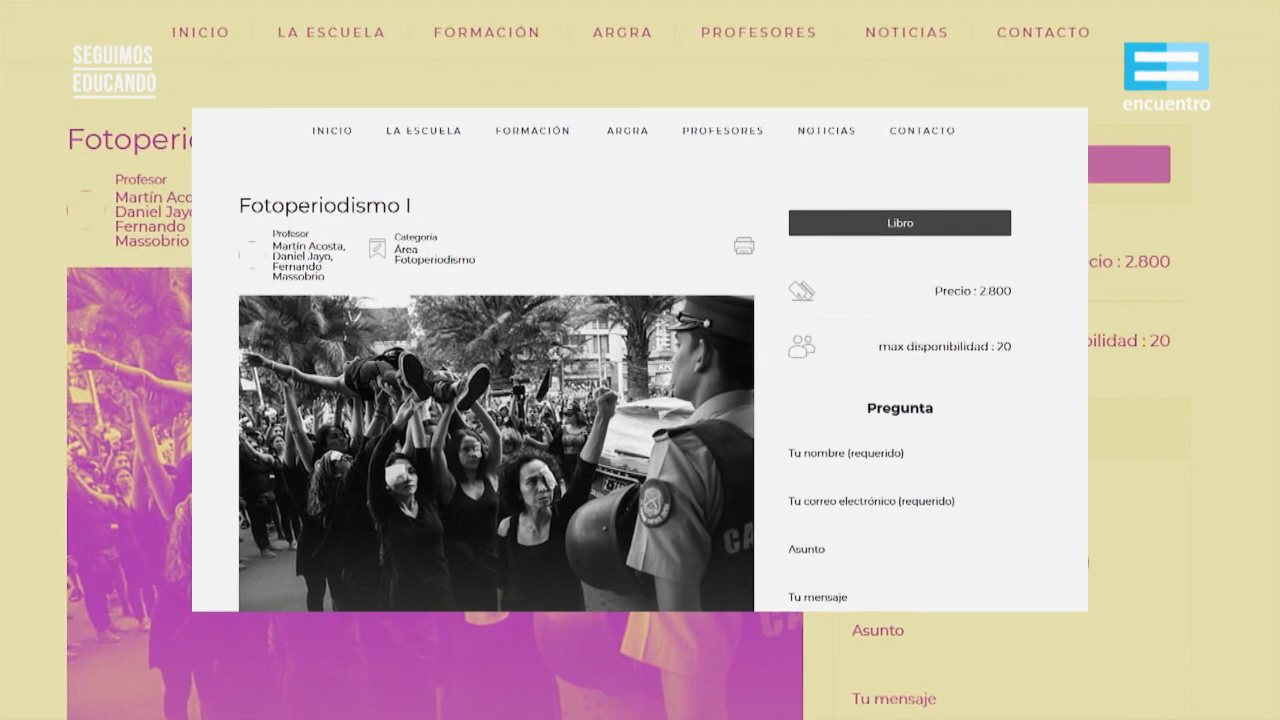 INICIO LA ESCUELA FORMACIÓN ARGRA PROFESORES NOTICIAS CONTACTO
SEGUIMOS
EDUCANDO
encuentro
Fotoperio
Profesor
Martín Aco
Daniel Jayo
Fernando
Massobrio
cio : 2.800
ilidad : 20
Asunto
Tu mensaje
INICIO LA ESCUELA FORMACIÓN ARGRA PROFESORES NOTICIAS CONTACTO
Fotoperiodismo I
Profesor
Martín Acosta,
Daniel Jayo,
Fernando
Massobrio
Categoría
Área
Fotoperiodismo
CA
Libro
Precio : 2.800
max disponibilidad : 20
Pregunta
Tu nombre (requerido)
Tu correo electrónico (requerido)
Asunto
Tu mensaje